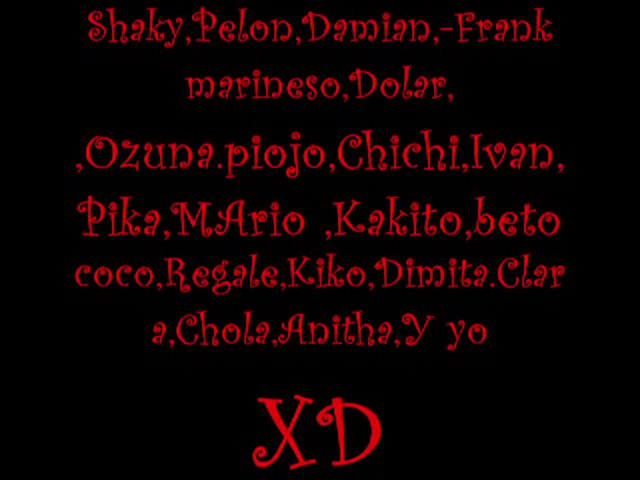 Shaky,Pelon,Damian,-Frank
marineso,Dolar,
,Ozuna.piojo,Chichi,Ivan,
Pika,MArio ,Kakito,beto
coco,Regale,Kiko,Dimita.Clar
a,Chola,Anitha,Y yo
XD